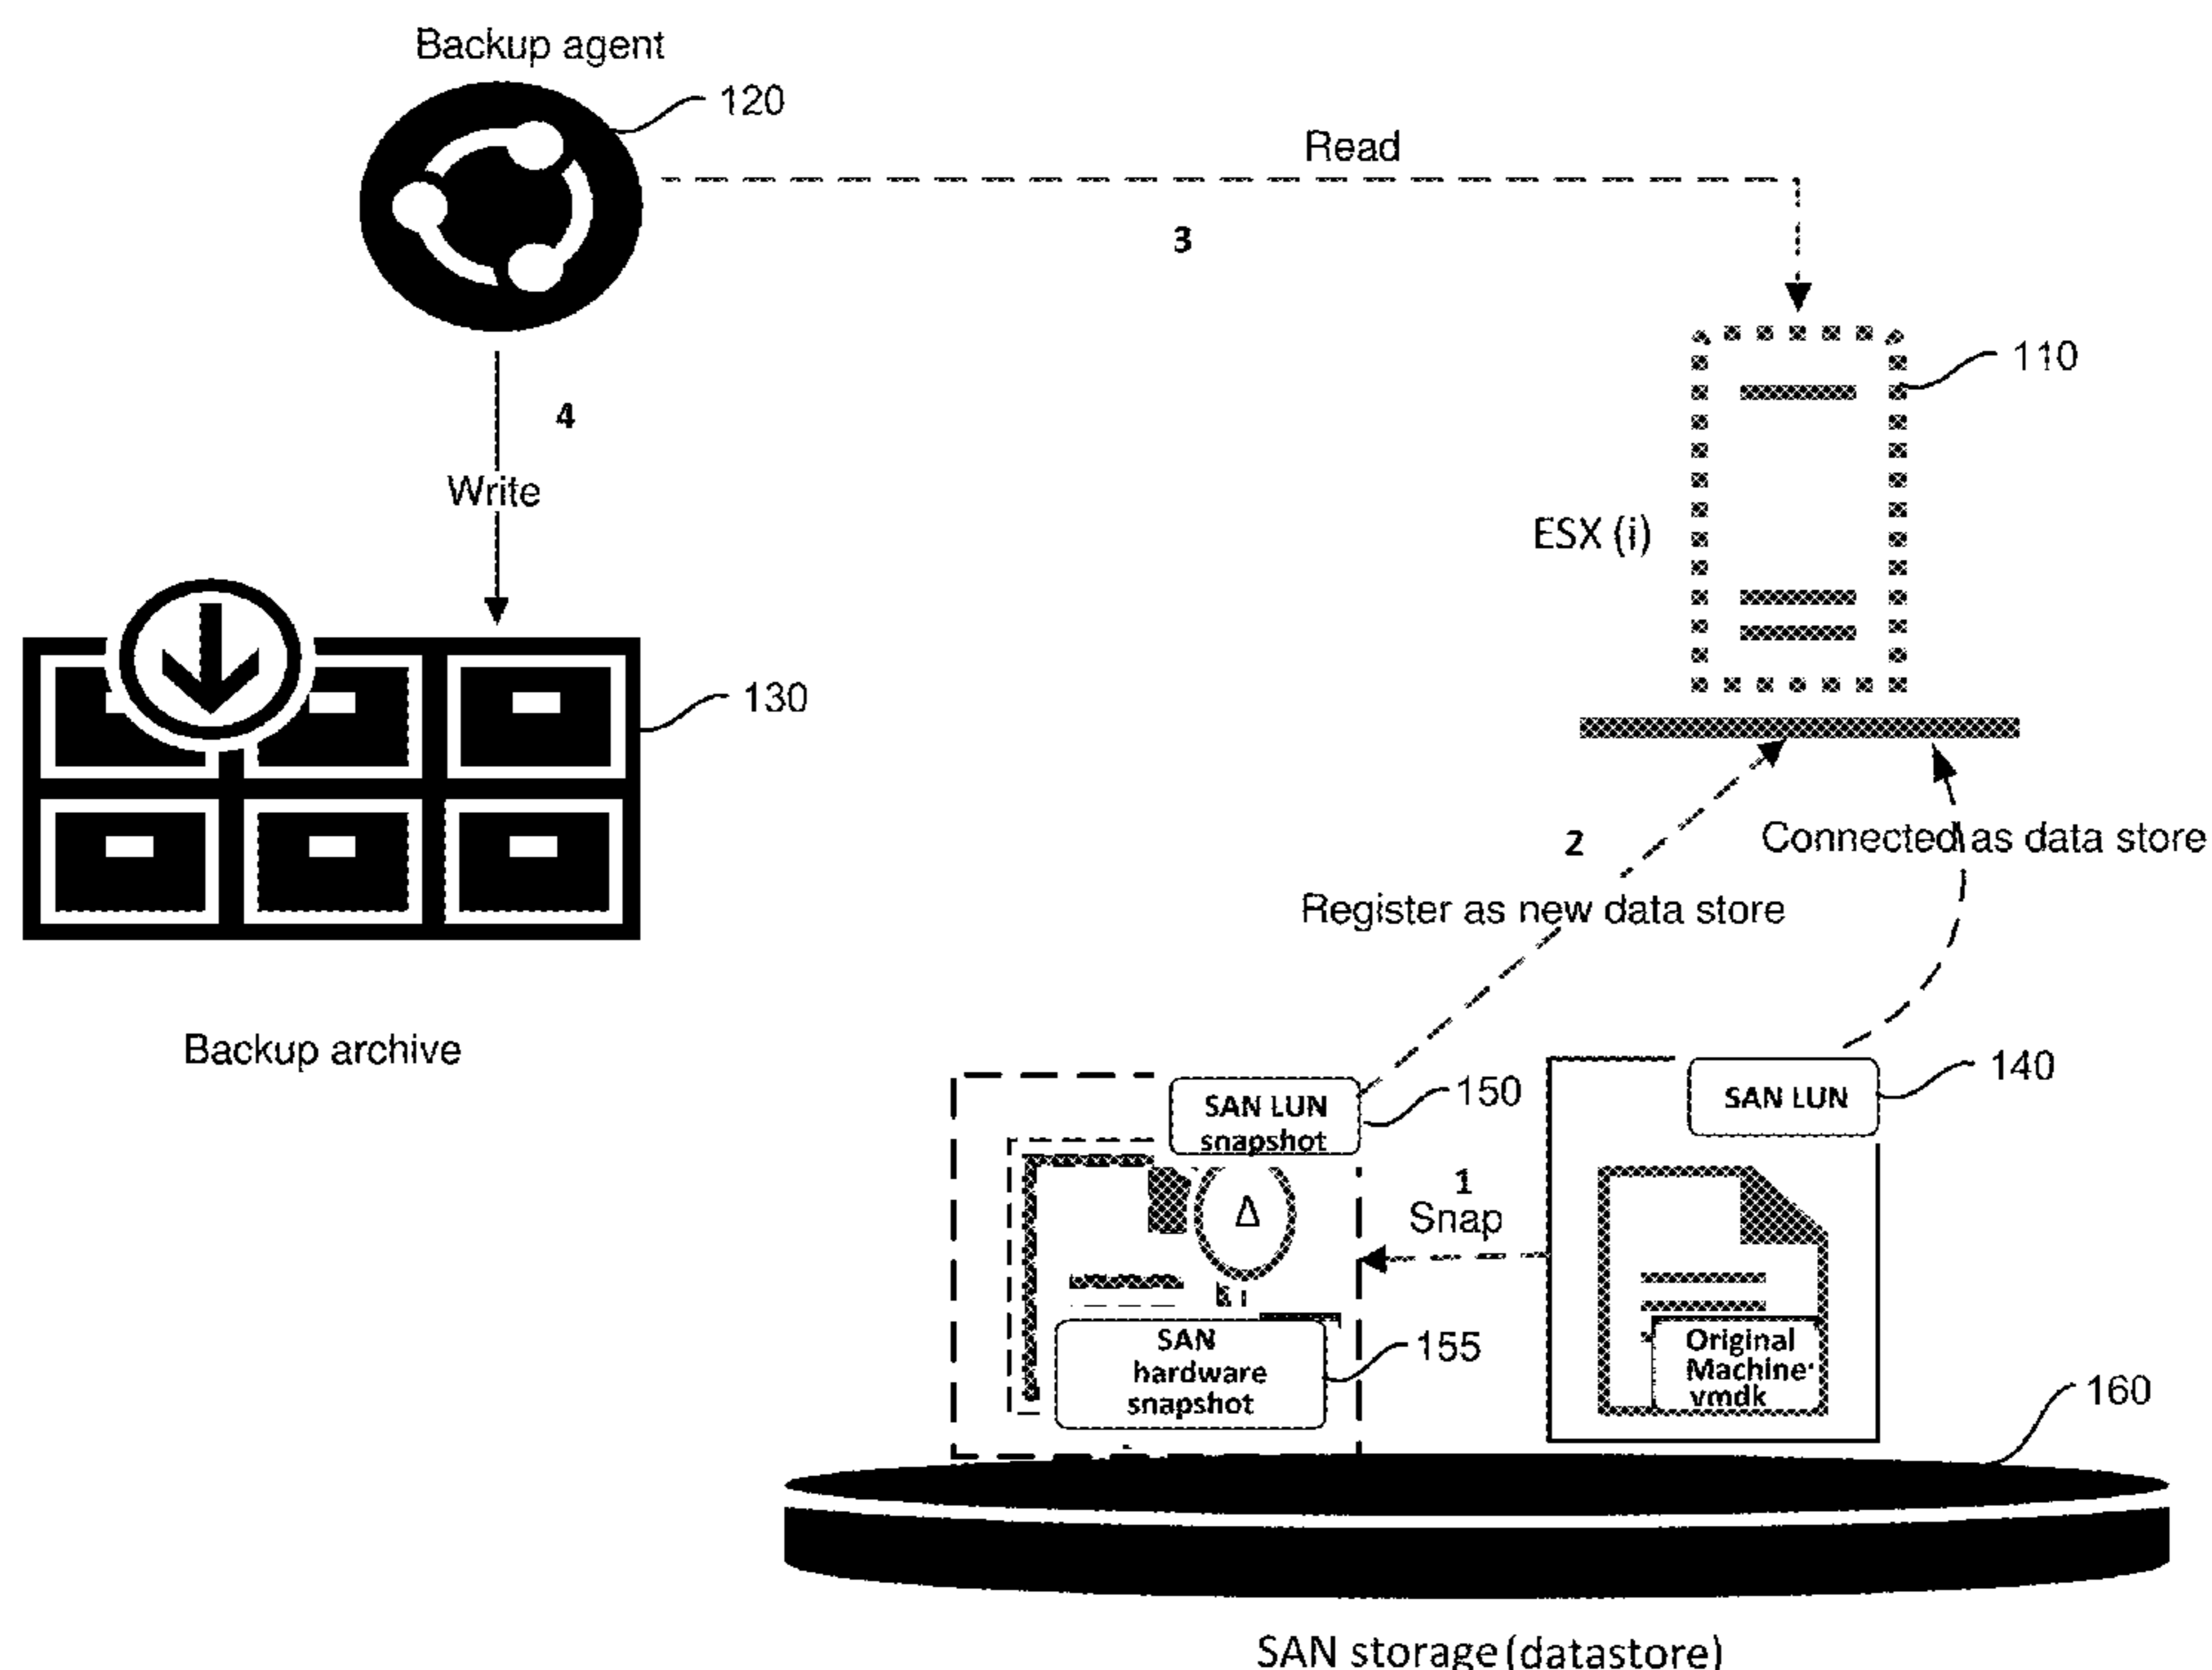 Backup agent
120
Read
3
110
4
Write
ESX (i)
130
2
Connected as data store
Register as new data store
Backup archive
140
SAN LUN
150
SAN LUN
snapshot
1
Snap
Δ
155
SAN
hardware
snapshot
Original
Machine
vmdk
160
SAN storage (datastore)